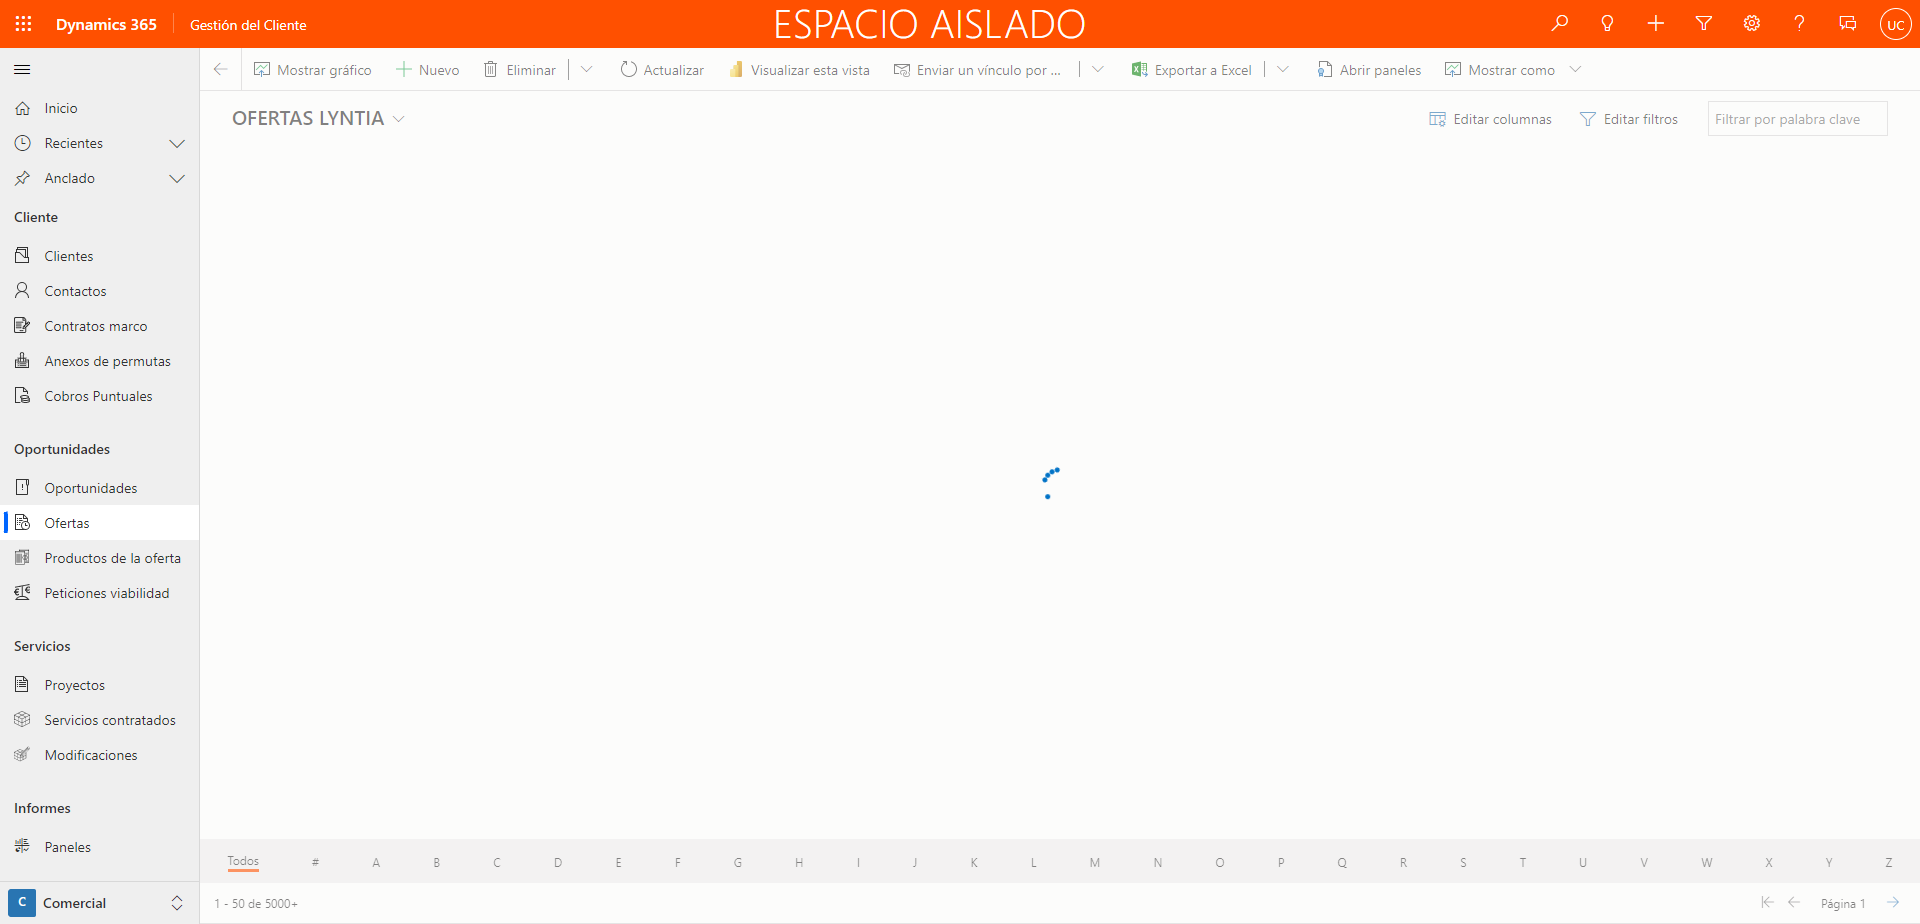 Dynamics 365 Gestión del Cliente ESPACIO AISLADO UC
Mostrar gráfico Nuevo Eliminar Actualizar Visualizar esta vista Enviar un vínculo por ... Exportar a Excel Abrir paneles Mostrar como
OFERTAS LYNTIA Editar columnas Editar filtros Filtrar por palabra clave
Inicio
Recientes
Anclado
Cliente
Clientes
Contactos
Contratos marco
Anexos de permutas
Cobros Puntuales
Oportunidades
Oportunidades
Ofertas
Productos de la oferta
Peticiones viabilidad
Servicios
Proyectos
Servicios contratados
Modificaciones
Informes
Paneles
C Comercial
Todos # A B C D E F G H I J K L M N O P Q R S T U V W X Y Z
1 - 50 de 5000+ Página 1